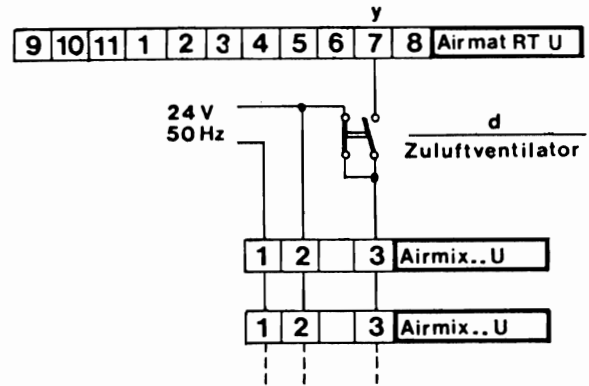 y
9 10 11 1 2 3 4 5 6 7 8 Airmat RT U
24 V
50 Hz
d
Zuluftventilator
1 2 3 Airmix..U
1 2 3 Airmix..U